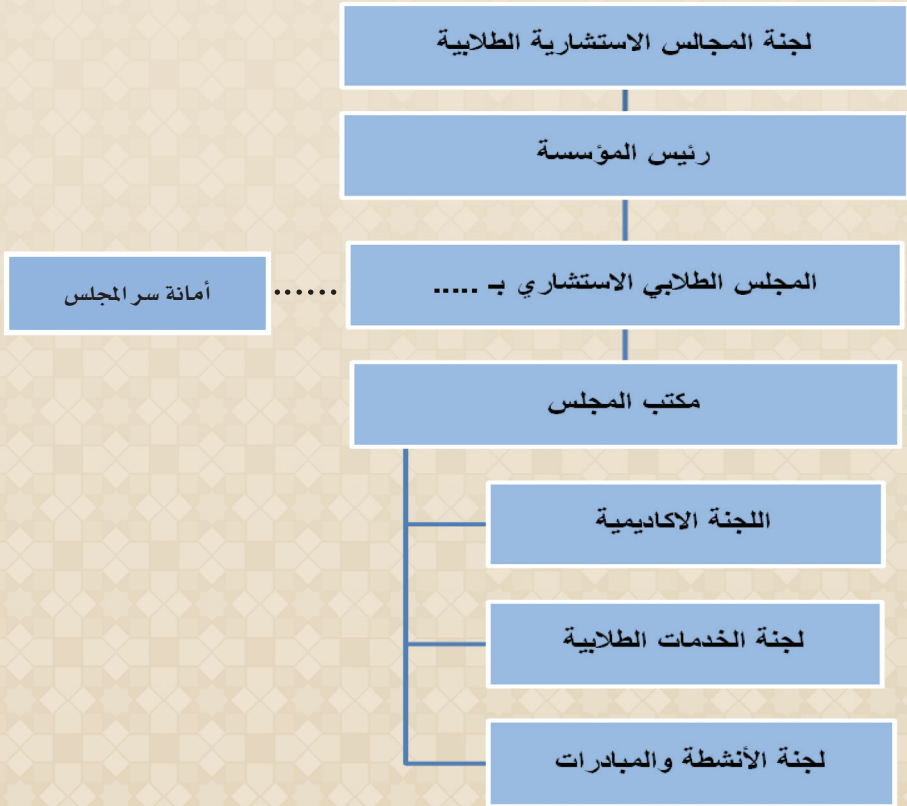 لجنة المجالس الاستشارية الطلابية
رئيس المؤسسة
المجلس الطلابي الاستشاري بـ .....
أمانة سر المجلس
مكتب المجلس
اللجنة الاكاديمية
لجنة الخدمات الطلابية
لجنة الأنشطة والمبادرات